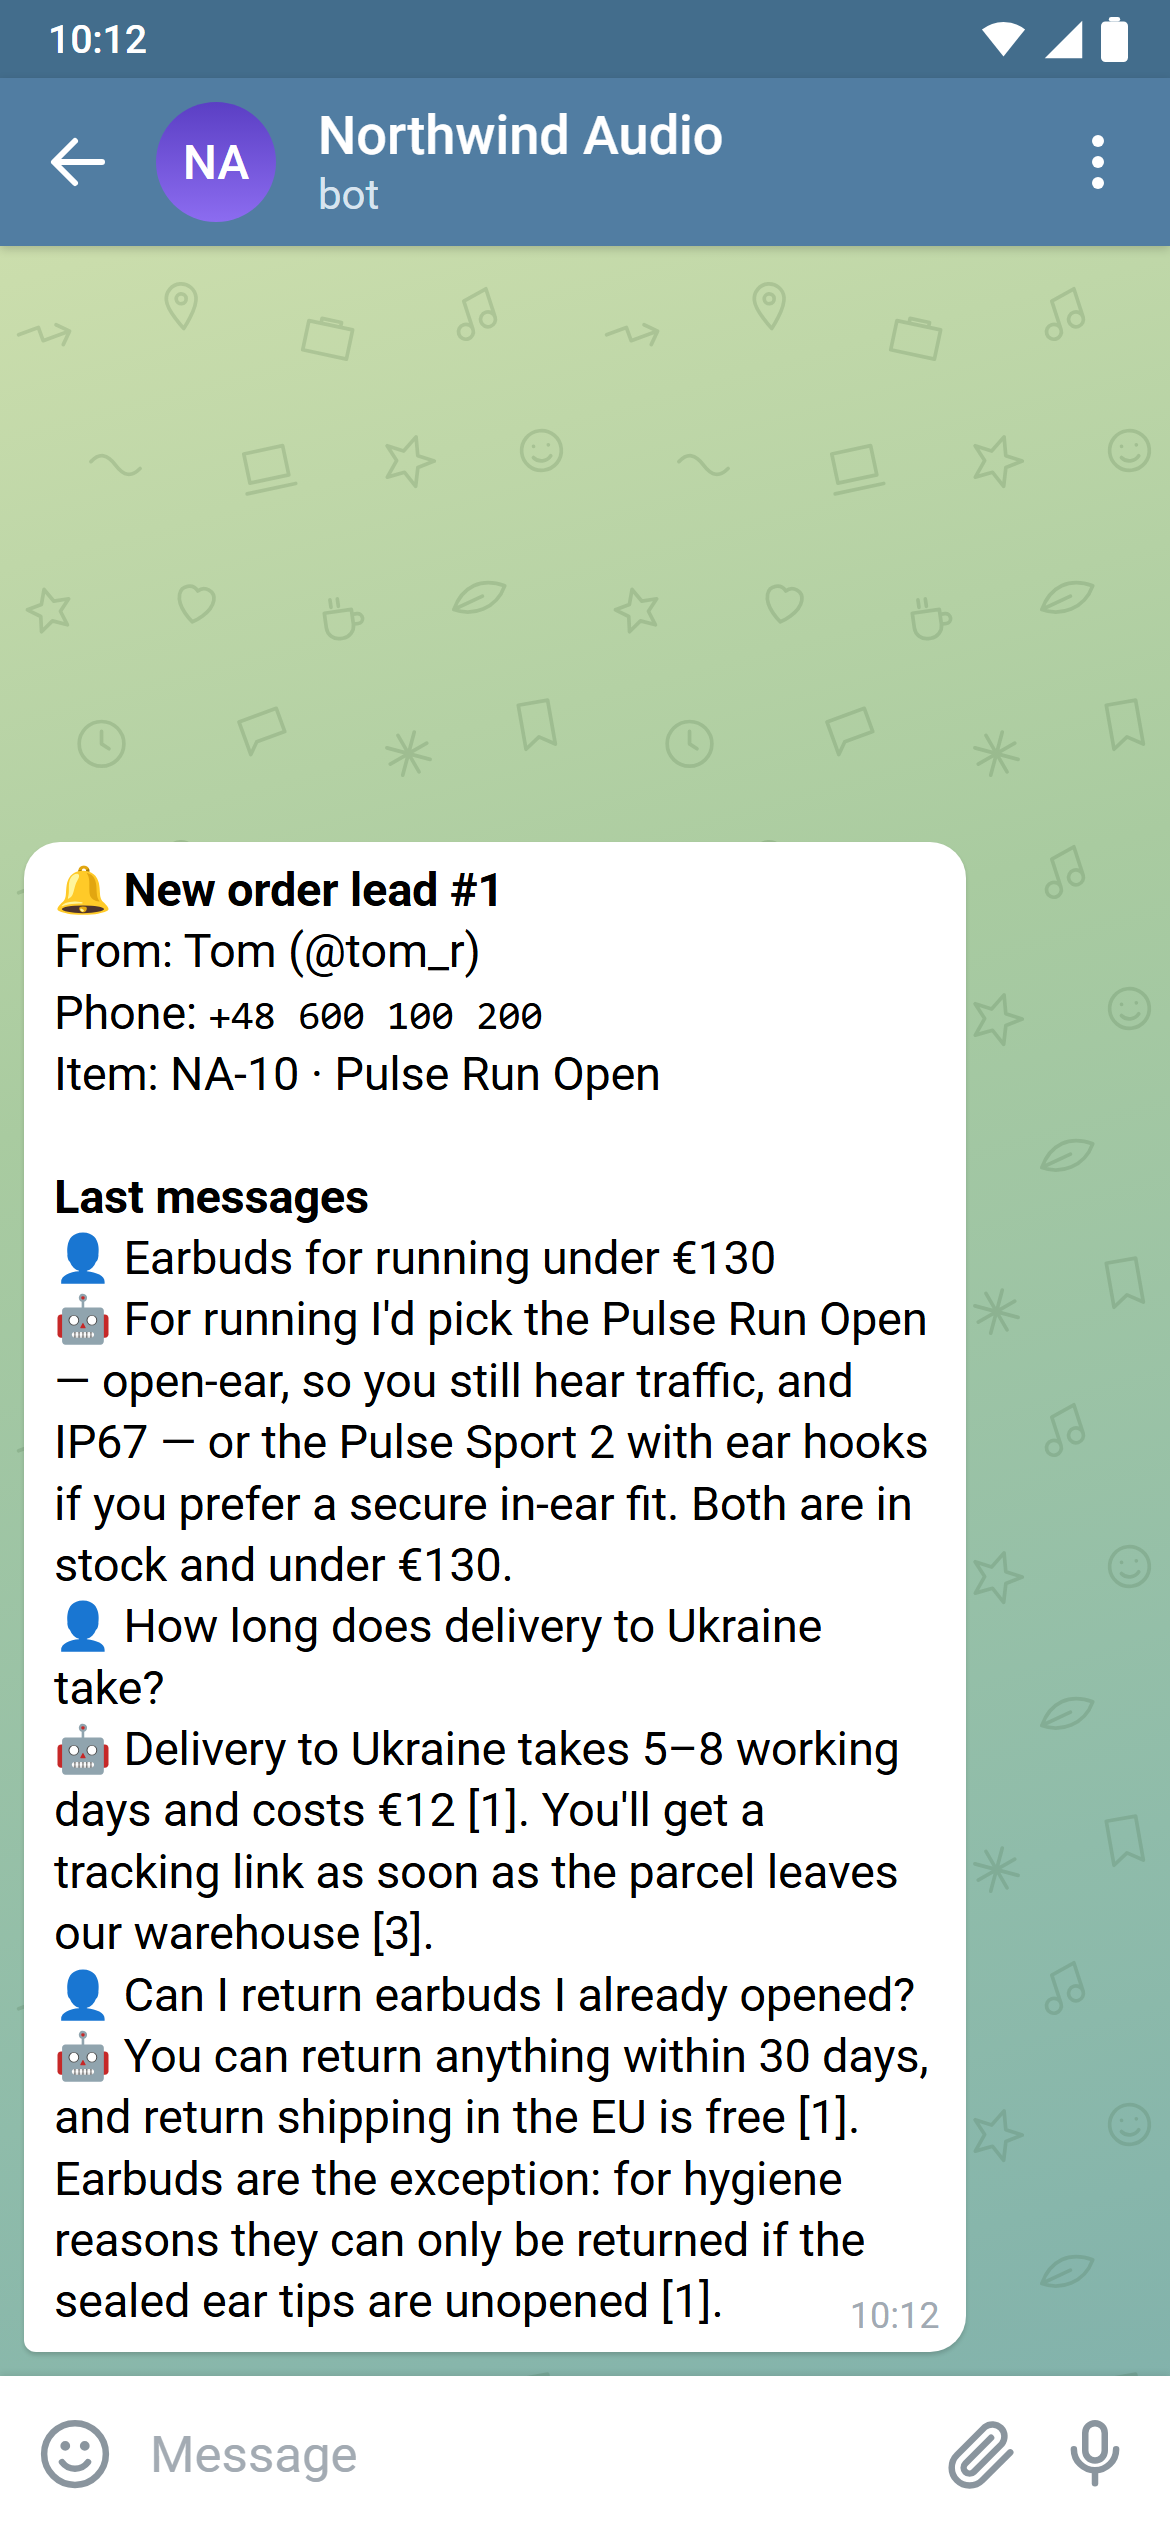 10:12
NA
Northwind Audio
bot
🔔 New order lead #1
From: Tom (@tom_r)
Phone: +48 600 100 200
Item: NA-10 · Pulse Run Open
Last messages
👤 Earbuds for running under €130
🤖 For running I'd pick the Pulse Run Open
— open-ear, so you still hear traffic, and
IP67 — or the Pulse Sport 2 with ear hooks
if you prefer a secure in-ear fit. Both are in
stock and under €130.
👤 How long does delivery to Ukraine
take?
🤖 Delivery to Ukraine takes 5–8 working
days and costs €12 [1]. You'll get a
tracking link as soon as the parcel leaves
our warehouse [3].
👤 Can I return earbuds I already opened?
🤖 You can return anything within 30 days,
and return shipping in the EU is free [1].
Earbuds are the exception: for hygiene
reasons they can only be returned if the
sealed ear tips are unopened [1].
10:12
Message